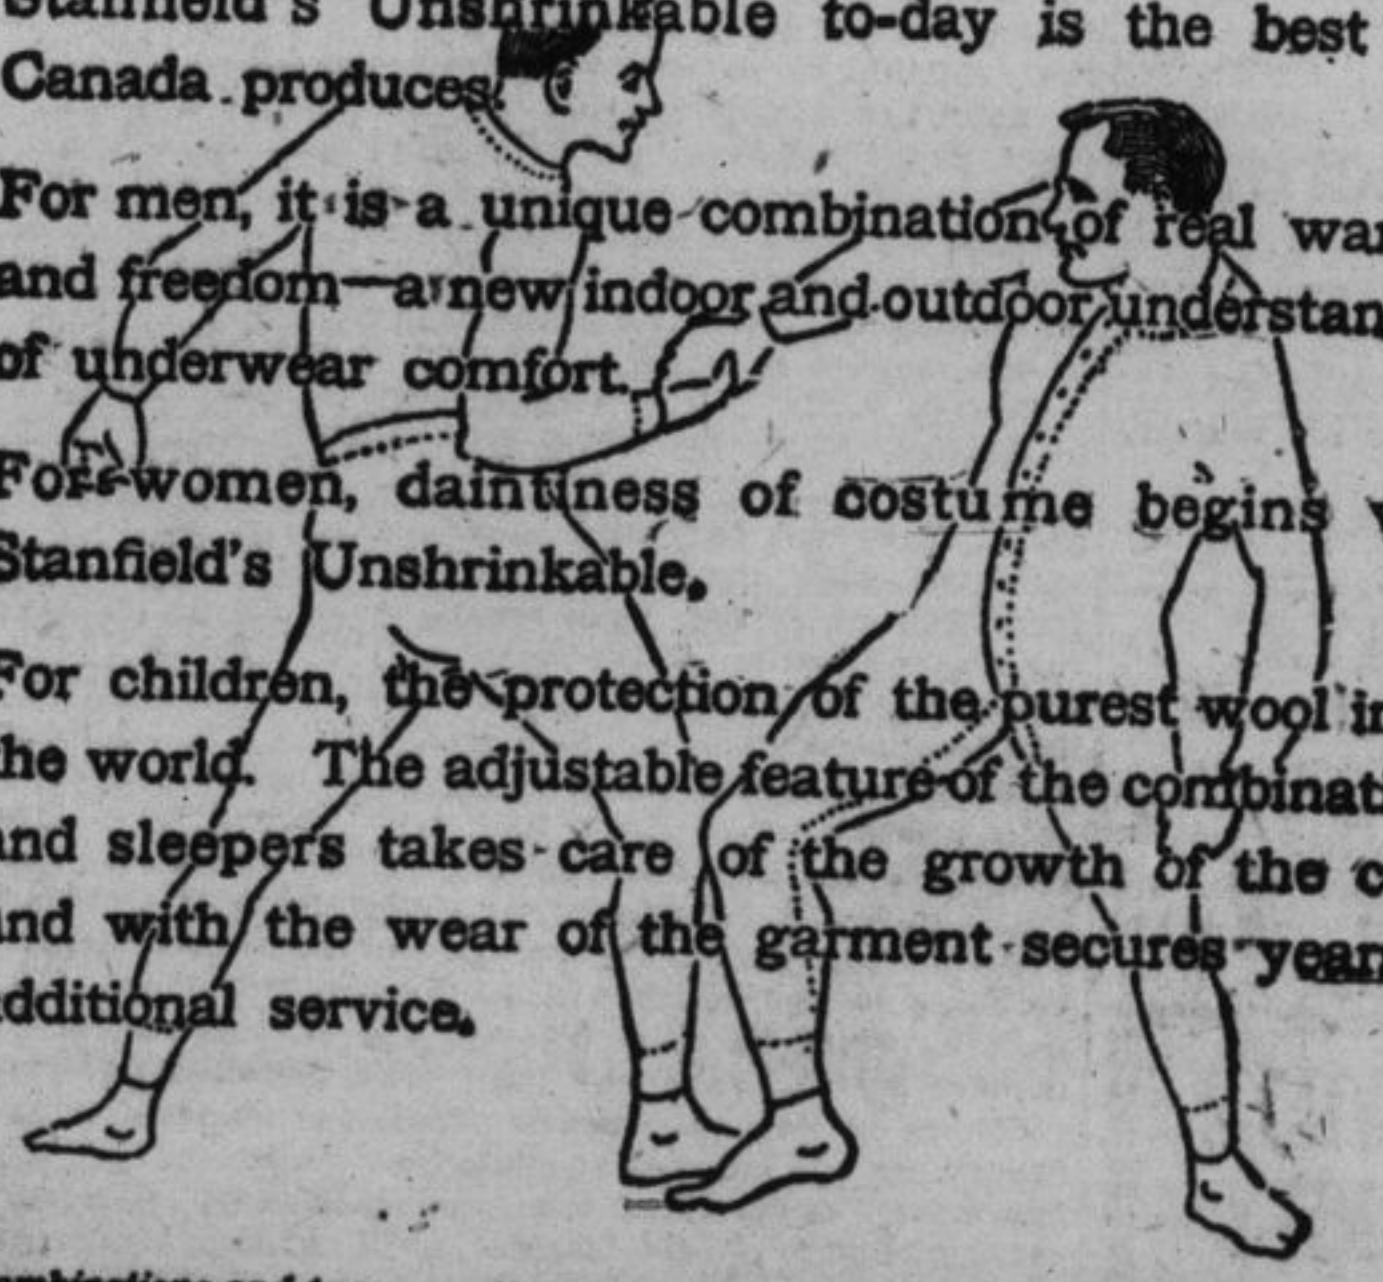 Stanfield's Unshrinkable to-day is the best
Canada produces.
For men, it is a unique combination of real war
and freedom—a new indoor and outdoor understan
of underwear comfort.
For women, daintiness of costume begins
Stanfield's Unshrinkable.
For children, the protection of the purest wool in
the world. The adjustable feature of the combinati
and sleepers takes care of the growth of the c
and with the wear of the garment secures year
additional service.